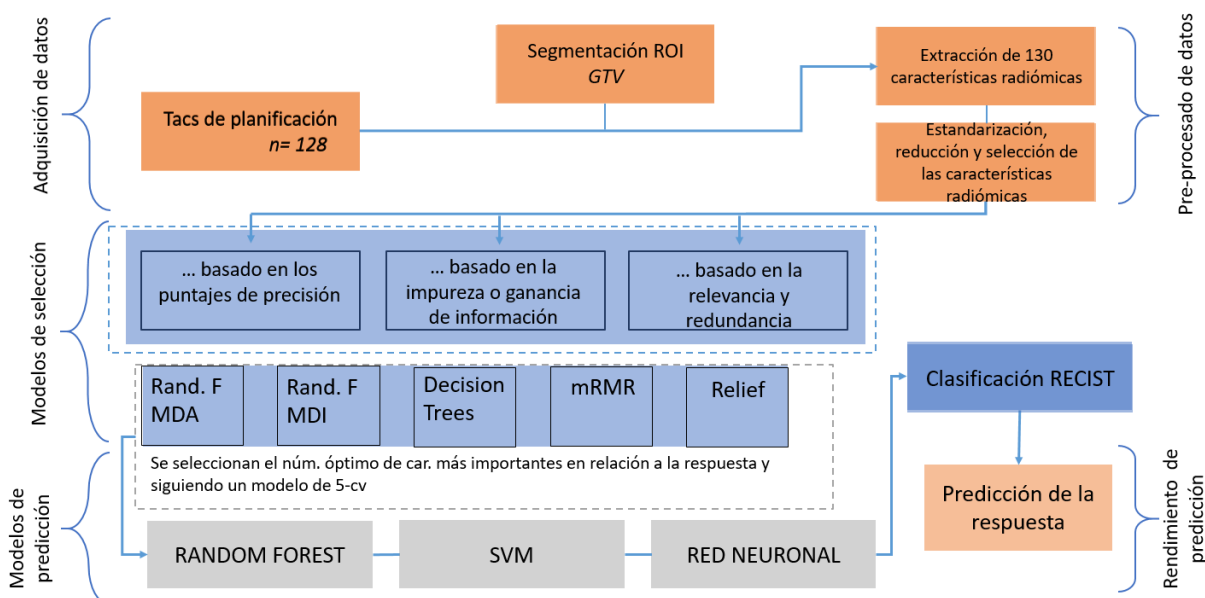 Adquisición de datos
Tacs de planificación
n= 128
Segmentación ROI
GTV
Extracción de 130
características radiómicas
Estandarización,
reducción y selección de
las características
radiómicas
Pre-procesado de datos
Modelos de selección
... basado en los
puntajes de precisión
... basado en la
impureza o ganancia
de información
... basado en la
relevancia y
redundancia
Rand. F
MDA
Rand. F
MDI
Decision
Trees
mRMR
Relief
Se seleccionan el núm. óptimo de car. más importantes en relación a la respuesta y
siguiendo un modelo de 5-cv
Modelos de
predicción
RANDOM FOREST
SVM
RED NEURONAL
Clasificación RECIST
Predicción de la
respuesta
Rendimiento de
predicción